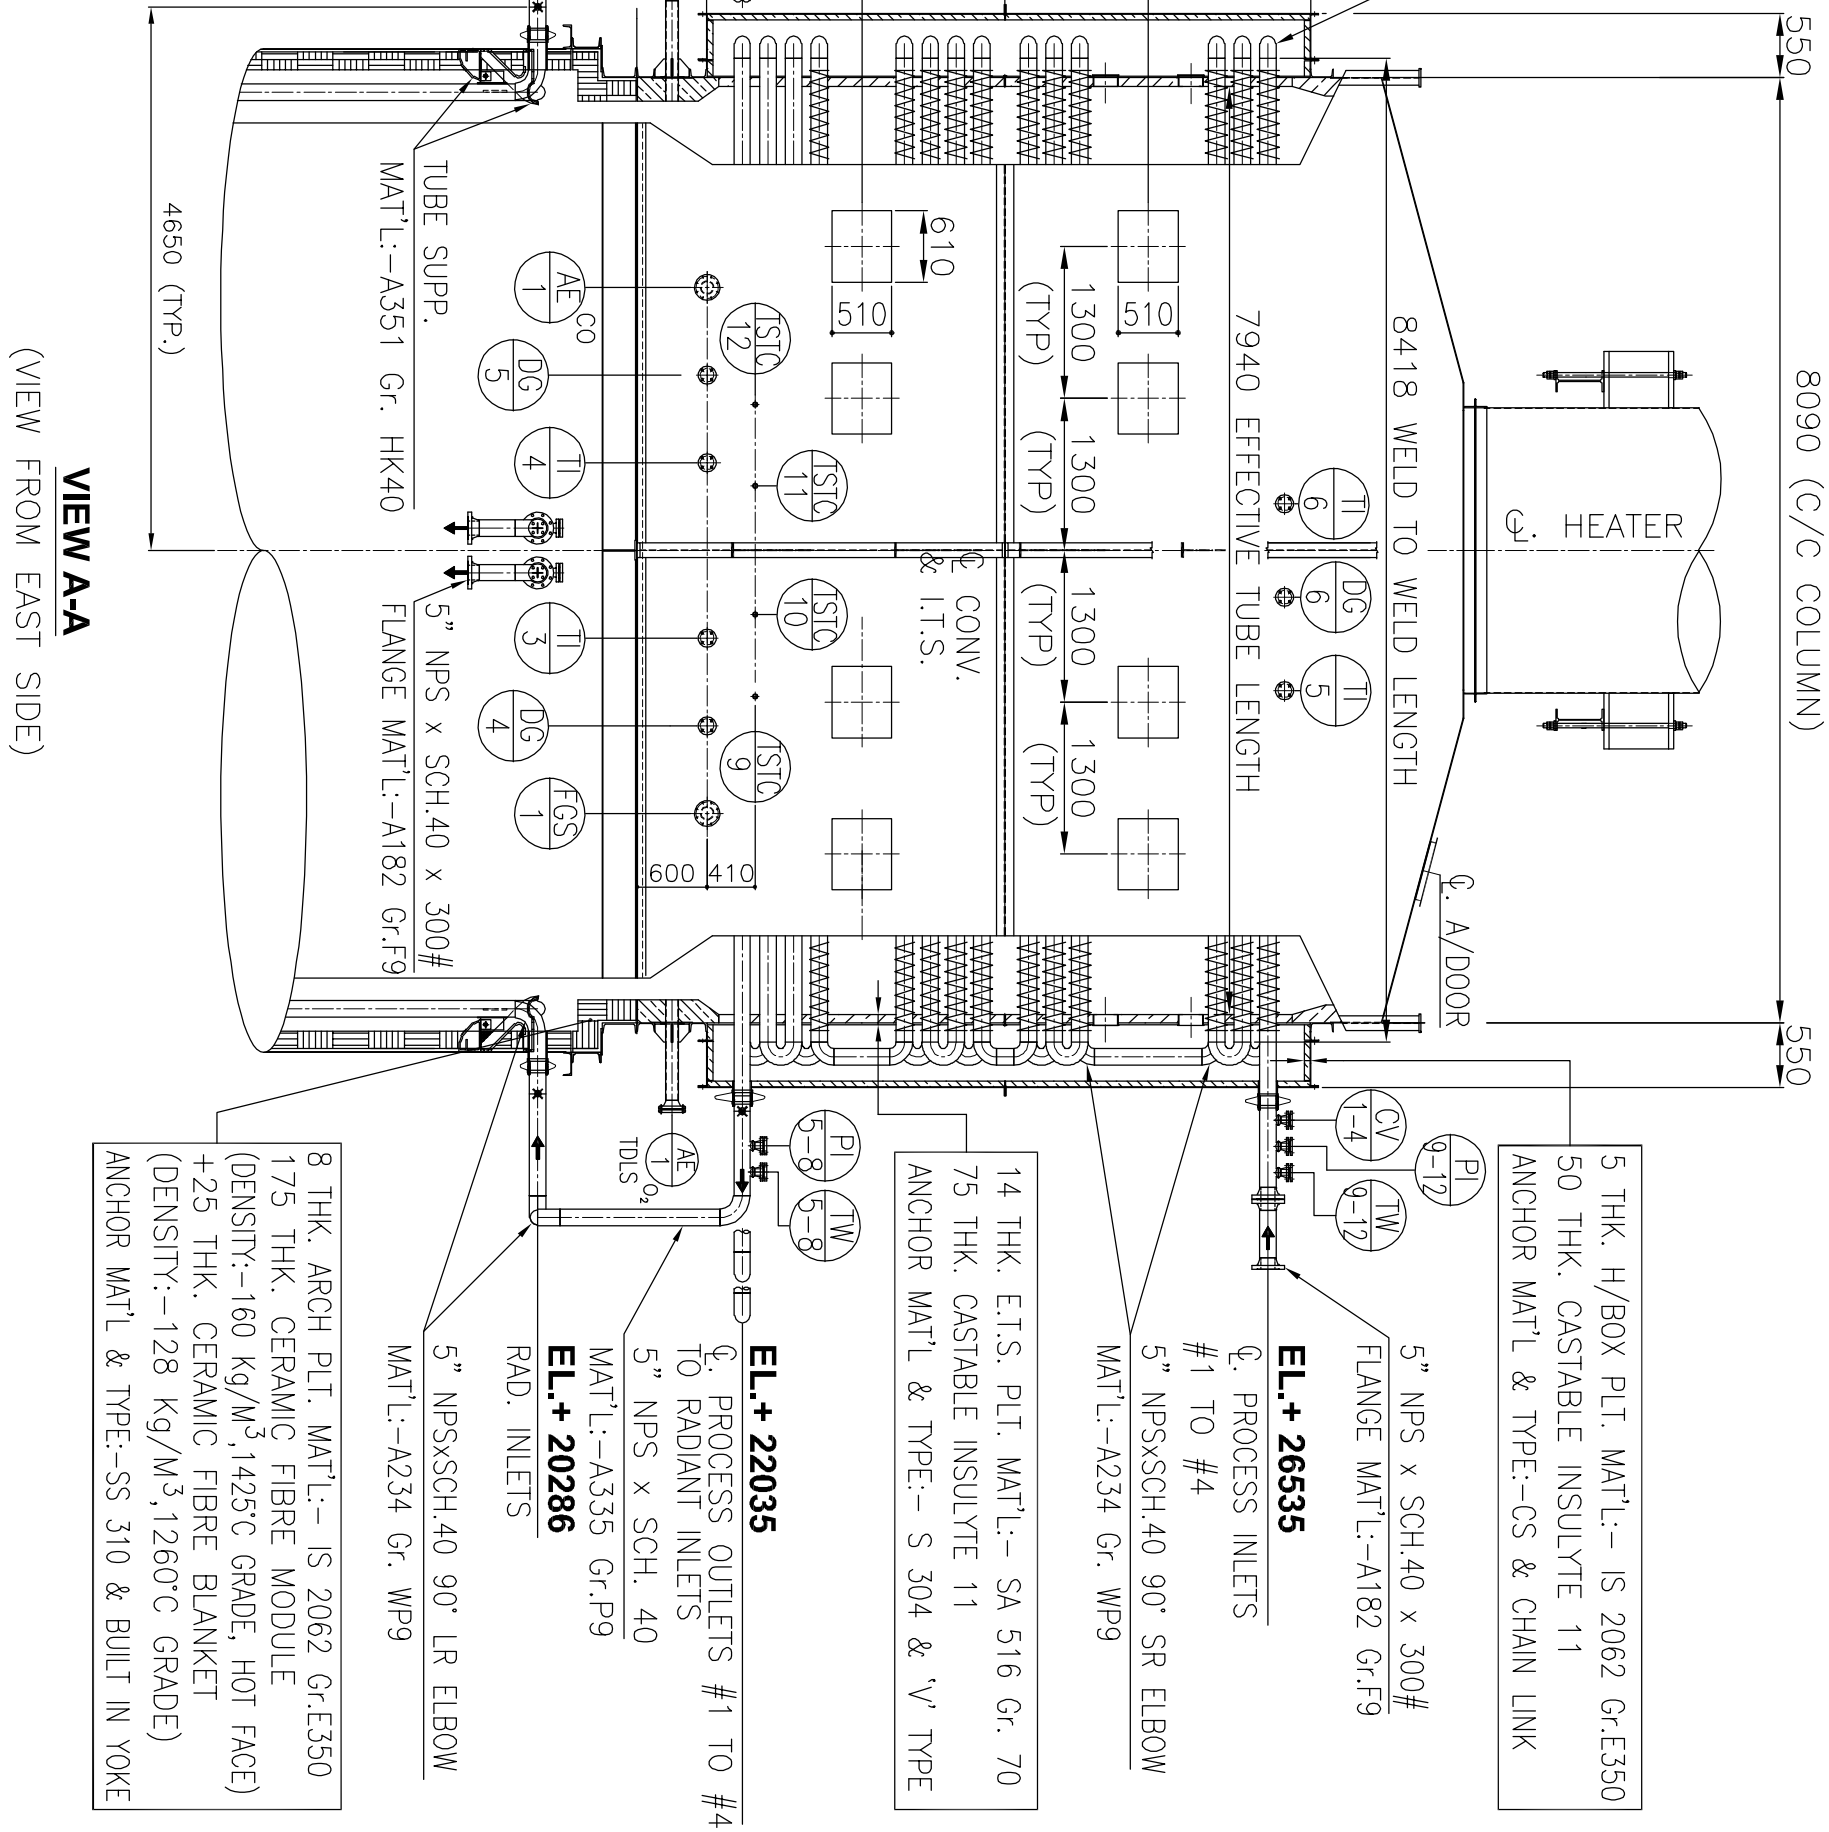 550
8090 (C/C COLUMN)
550
℄. HEATER
℄. A/DOOR
8418 WELD TO WELD LENGTH
7940 EFFECTIVE TUBE LENGTH
TI
6
DG
6
TI
5
510
1300
(TYP)
1300
(TYP)
1300
(TYP)
1300
(TYP)
℄ CONV.
& I.T.S.
610
510
TSTC
12
TSTC
11
TSTC
10
TSTC
9
410
600
AE
1
CO
DG
5
TI
4
TI
3
DG
4
FGS
1
TUBE SUPP.
MAT'L:-A351 Gr. HK40
5" NPS x SCH.40 x 300#
FLANGE MAT'L:-A182 Gr.F9
4650 (TYP.)
5 THK. H/BOX PLT. MAT'L:- IS 2062 Gr.E350
50 THK. CASTABLE INSULYTE 11
ANCHOR MAT'L & TYPE:-CS & CHAIN LINK
PI
9-12
CV
1-4
TW
9-12
5" NPS x SCH.40 x 300#
FLANGE MAT'L:-A182 Gr.F9
EL.+ 26535
℄. PROCESS INLETS
#1 TO #4
5" NPSxSCH.40 90° SR ELBOW
MAT'L:-A234 Gr. WP9
14 THK. E.T.S. PLT. MAT'L:- SA 516 Gr. 70
75 THK. CASTABLE INSULYTE 11
ANCHOR MAT'L & TYPE:- S 304 & 'V' TYPE
PI
5-8
TW
5-8
EL.+ 22035
℄. PROCESS OUTLETS #1 TO #4
TO RADIANT INLETS
AE
1
O2
TDLS
5" NPS x SCH. 40
MAT'L:-A335 Gr.P9
EL.+ 20286
RAD. INLETS
5" NPSxSCH.40 90° LR ELBOW
MAT'L:-A234 Gr. WP9
8 THK. ARCH PLT. MAT'L:- IS 2062 Gr.E350
175 THK. CERAMIC FIBRE MODULE
(DENSITY:-160 Kg/M³,1425°C GRADE, HOT FACE)
+25 THK. CERAMIC FIBRE BLANKET
(DENSITY:-128 Kg/M³,1260°C GRADE)
ANCHOR MAT'L & TYPE:-SS 310 & BUILT IN YOKE
VIEW A-A
(VIEW FROM EAST SIDE)